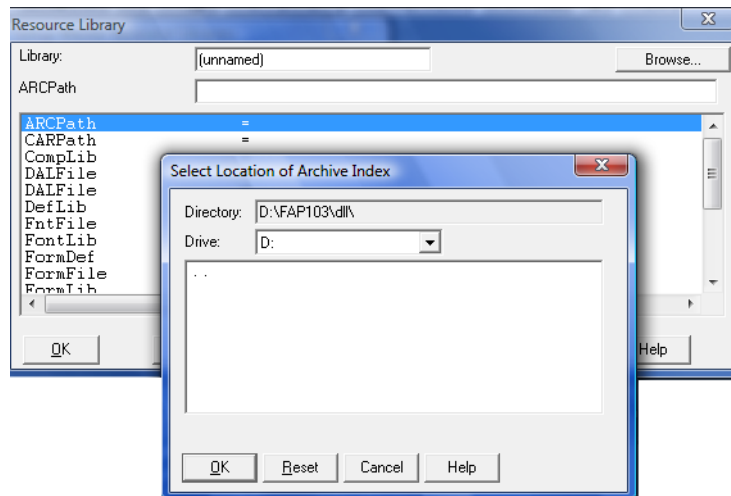 Resource Library
Library: (unnamed) Browse...
ARCPath
ARCPath =
CARPath =
CompLib
DALFile
DALFile
DefLib
FntFile
FontLib
FormDef
FormFile
FormLib
OK Help
Select Location of Archive Index
Directory: D:\FAP103\dll\
Drive: D:
. .
OK Reset Cancel Help